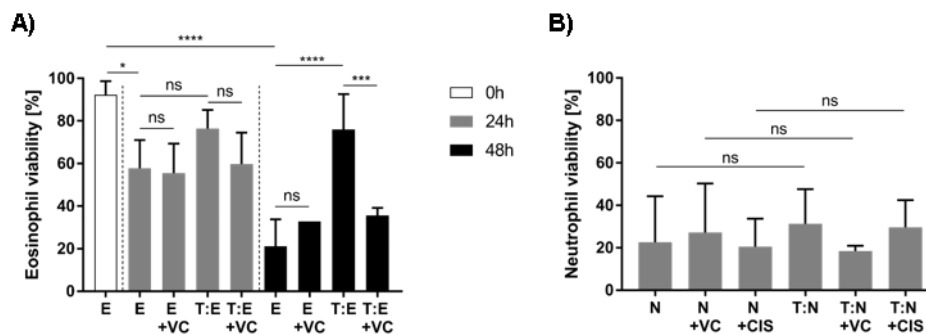 A)
Eosinophil viability [%]
100
80
60
40
20
0
****
*
ns
ns
ns
****
***
ns
E
E
E
+VC
T:E
T:E
+VC
E
E
+VC
T:E
T:E
+VC
0h
24h
48h
B)
Neutrophil viability [%]
100
80
60
40
20
0
ns
ns
ns
N
N
+VC
N
+CIS
T:N
T:N
+VC
T:N
+CIS